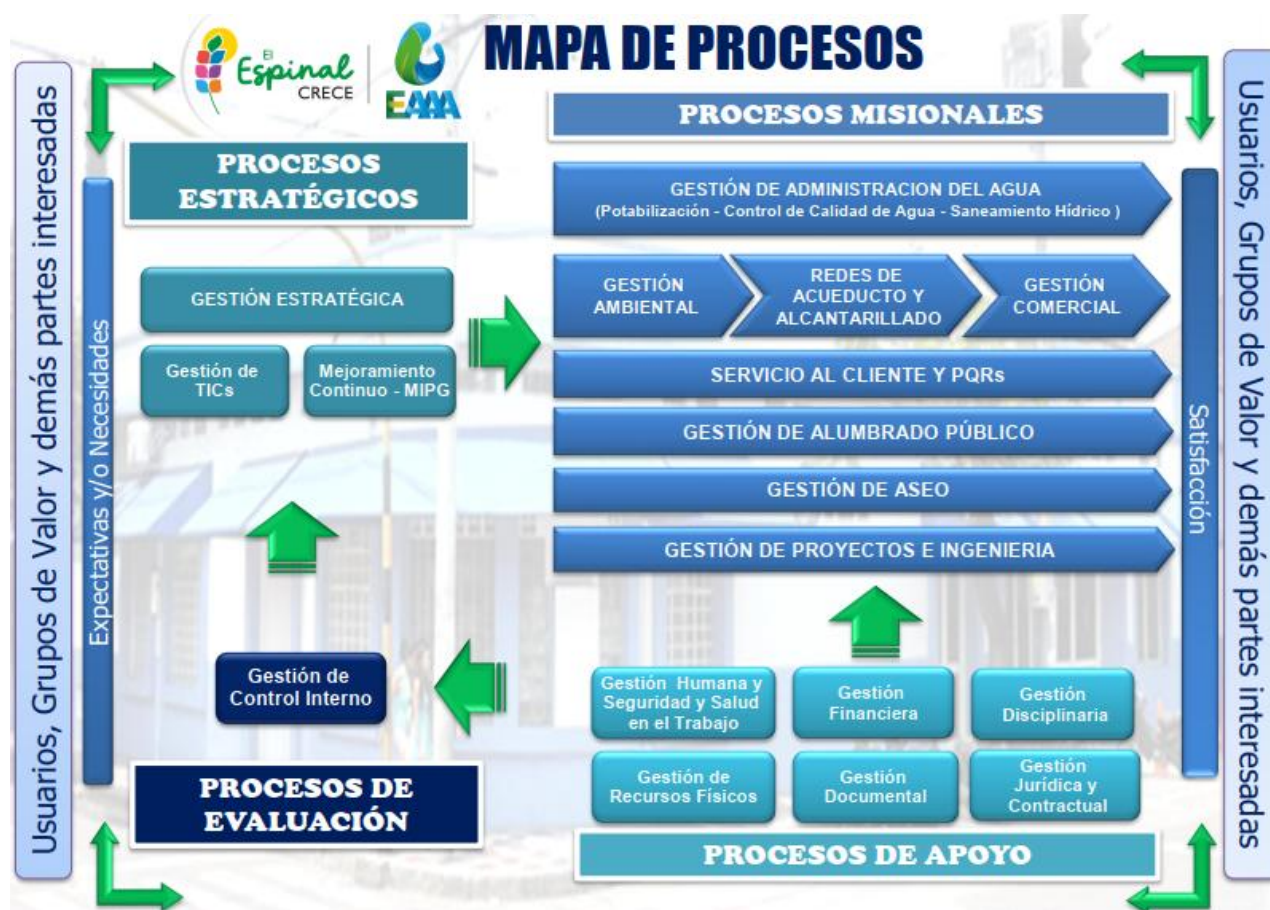 El
Espinal
CRECE
EAAA
MAPA DE PROCESOS
Usuarios, Grupos de Valor y demás partes interesadas
Expectativas y/o Necesidades
PROCESOS
ESTRATÉGICOS
GESTIÓN ESTRATÉGICA
Gestión de
TICs
Mejoramiento
Continuo - MIPG
PROCESOS MISIONALES
GESTIÓN DE ADMINISTRACION DEL AGUA
(Potabilización - Control de Calidad de Agua - Saneamiento Hídrico )
GESTIÓN
AMBIENTAL
REDES DE
ACUEDUCTO Y
ALCANTARILLADO
GESTIÓN
COMERCIAL
SERVICIO AL CLIENTE Y PQRs
GESTIÓN DE ALUMBRADO PÚBLICO
GESTIÓN DE ASEO
GESTIÓN DE PROYECTOS E INGENIERIA
Gestión de
Control Interno
PROCESOS DE
EVALUACIÓN
Gestión Humana y
Seguridad y Salud
en el Trabajo
Gestión
Financiera
Gestión
Disciplinaria
Gestión de
Recursos Físicos
Gestión
Documental
Gestión
Jurídica y
Contractual
PROCESOS DE APOYO
Satisfacción
Usuarios, Grupos de Valor y demás partes interesadas